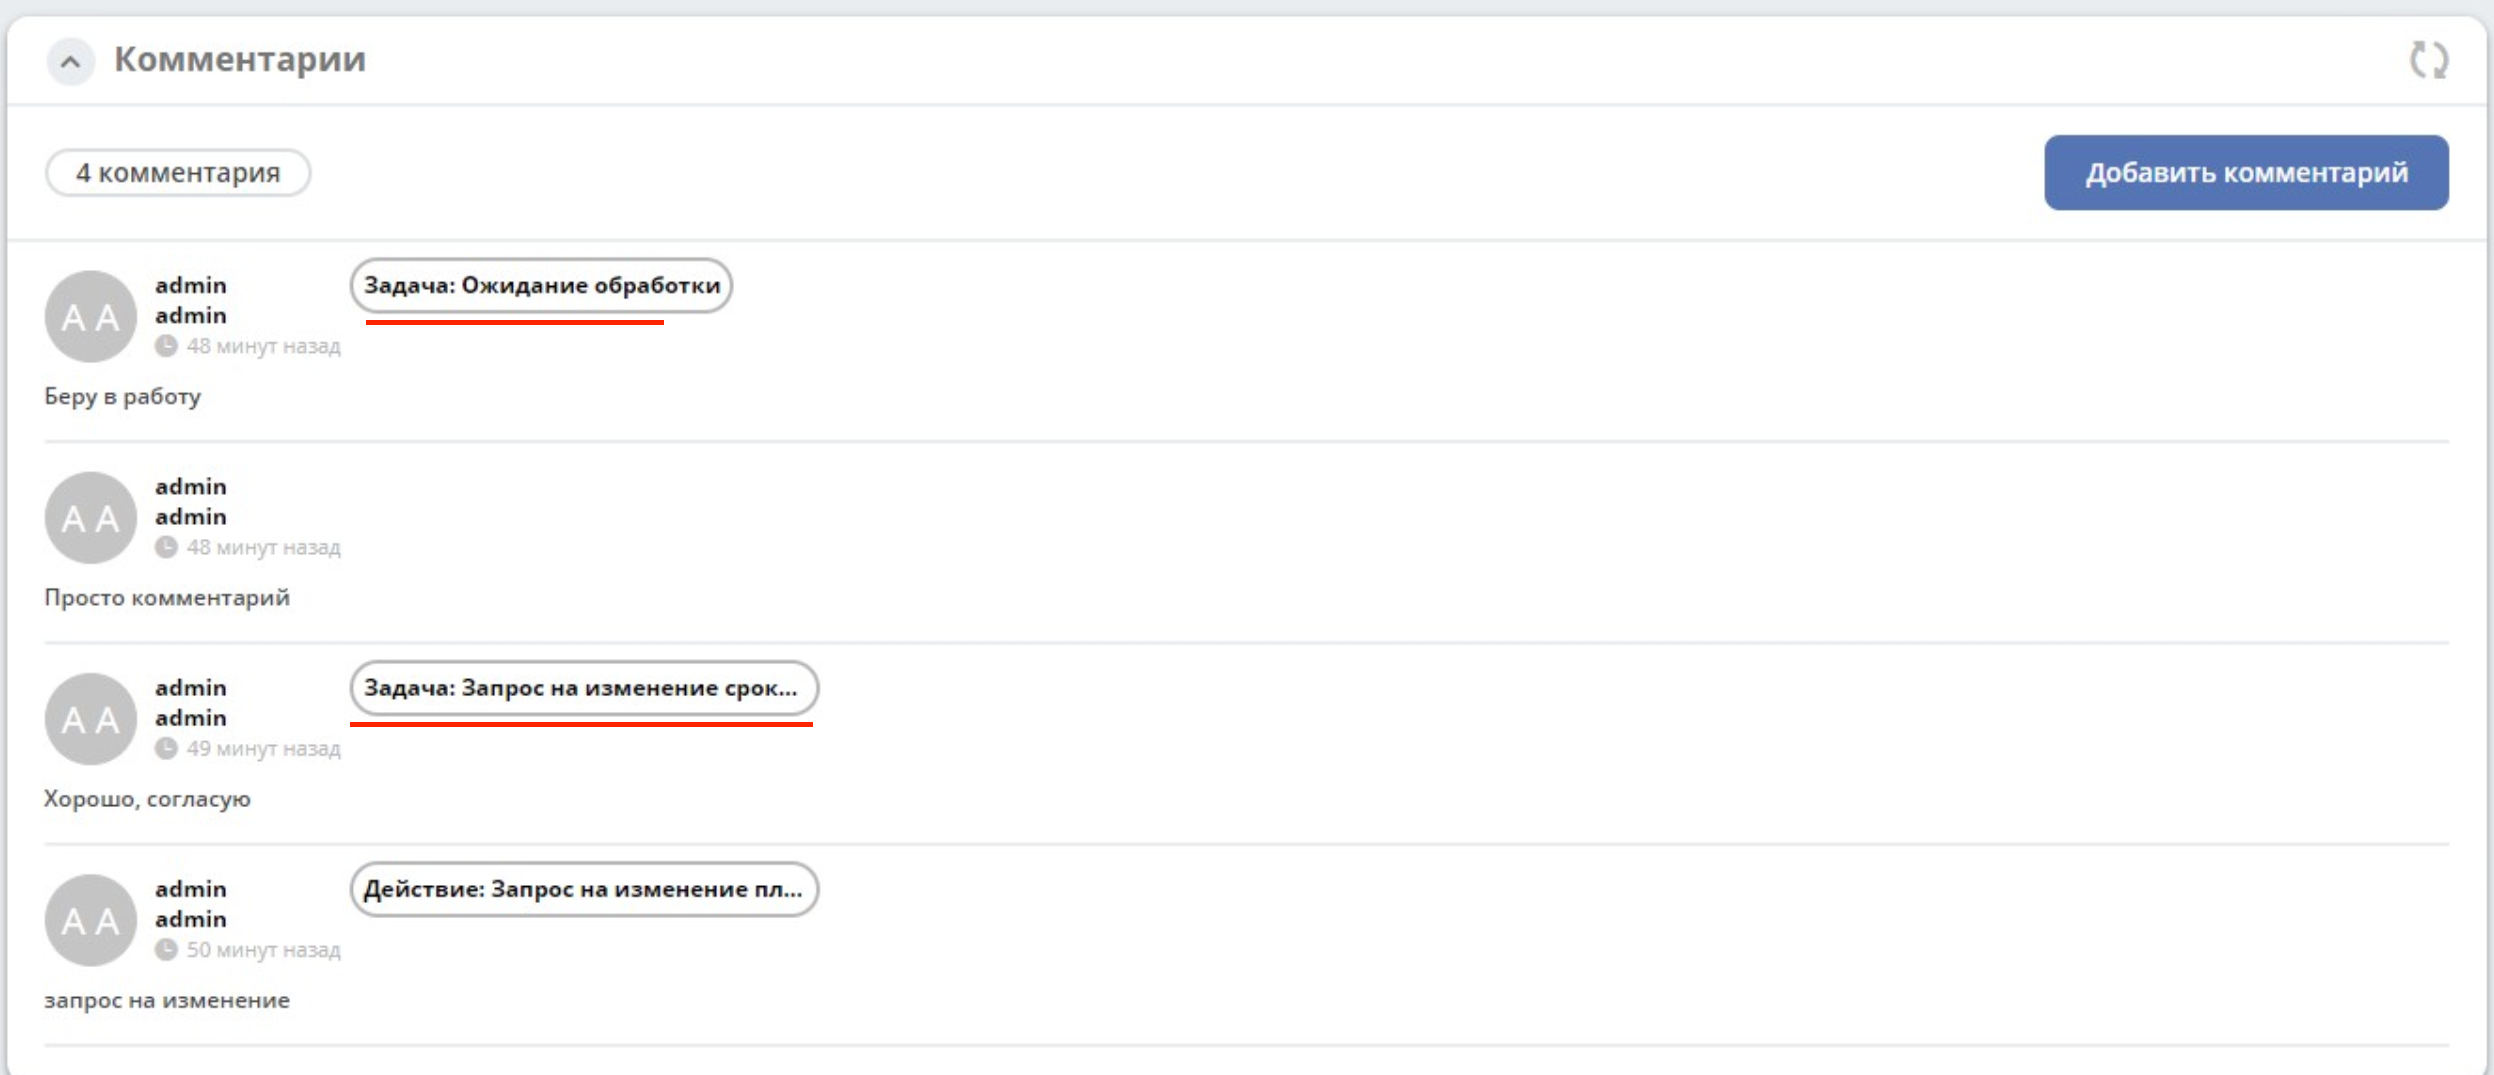 Комментарии
4 комментария
Добавить комментарий
A A
admin
admin
Задача: Ожидание обработки
48 минут назад
Беру в работу
A A
admin
admin
48 минут назад
Просто комментарий
A A
admin
admin
Задача: Запрос на изменение срок...
49 минут назад
Хорошо, согласую
A A
admin
admin
Действие: Запрос на изменение пл...
50 минут назад
запрос на изменение